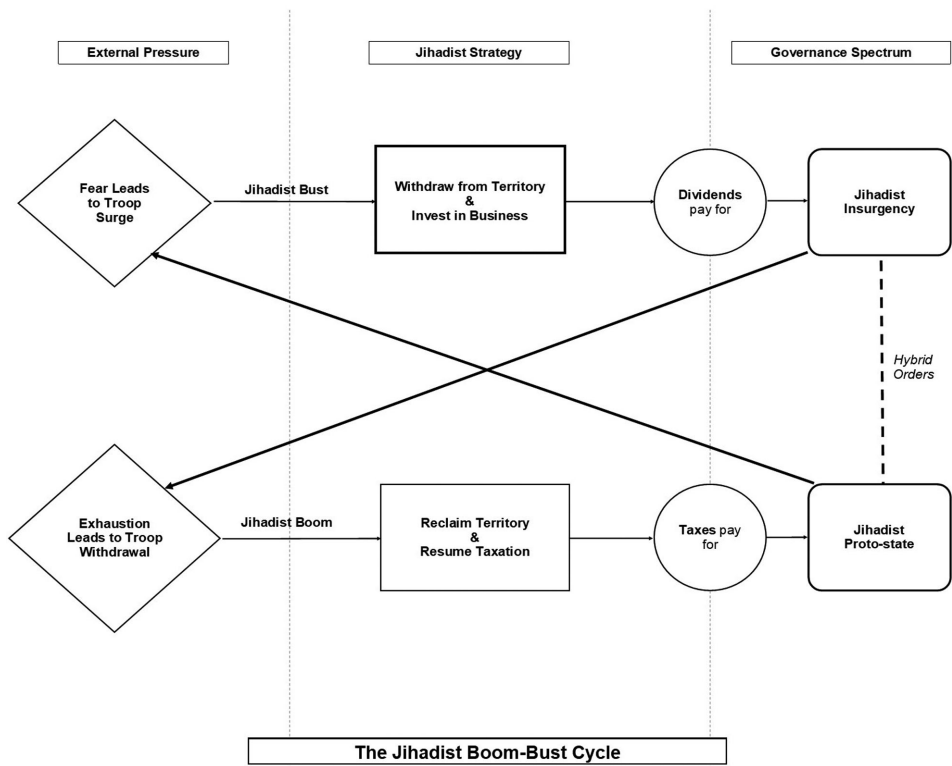 External Pressure
Jihadist Strategy
Governance Spectrum
Fear Leads
to Troop
Surge
Jihadist Bust
Withdraw from Territory
&
Invest in Business
Dividends
pay for
Jihadist
Insurgency
Hybrid
Orders
Exhaustion
Leads to Troop
Withdrawal
Jihadist Boom
Reclaim Territory
&
Resume Taxation
Taxes pay
for
Jihadist
Proto-state
The Jihadist Boom-Bust Cycle